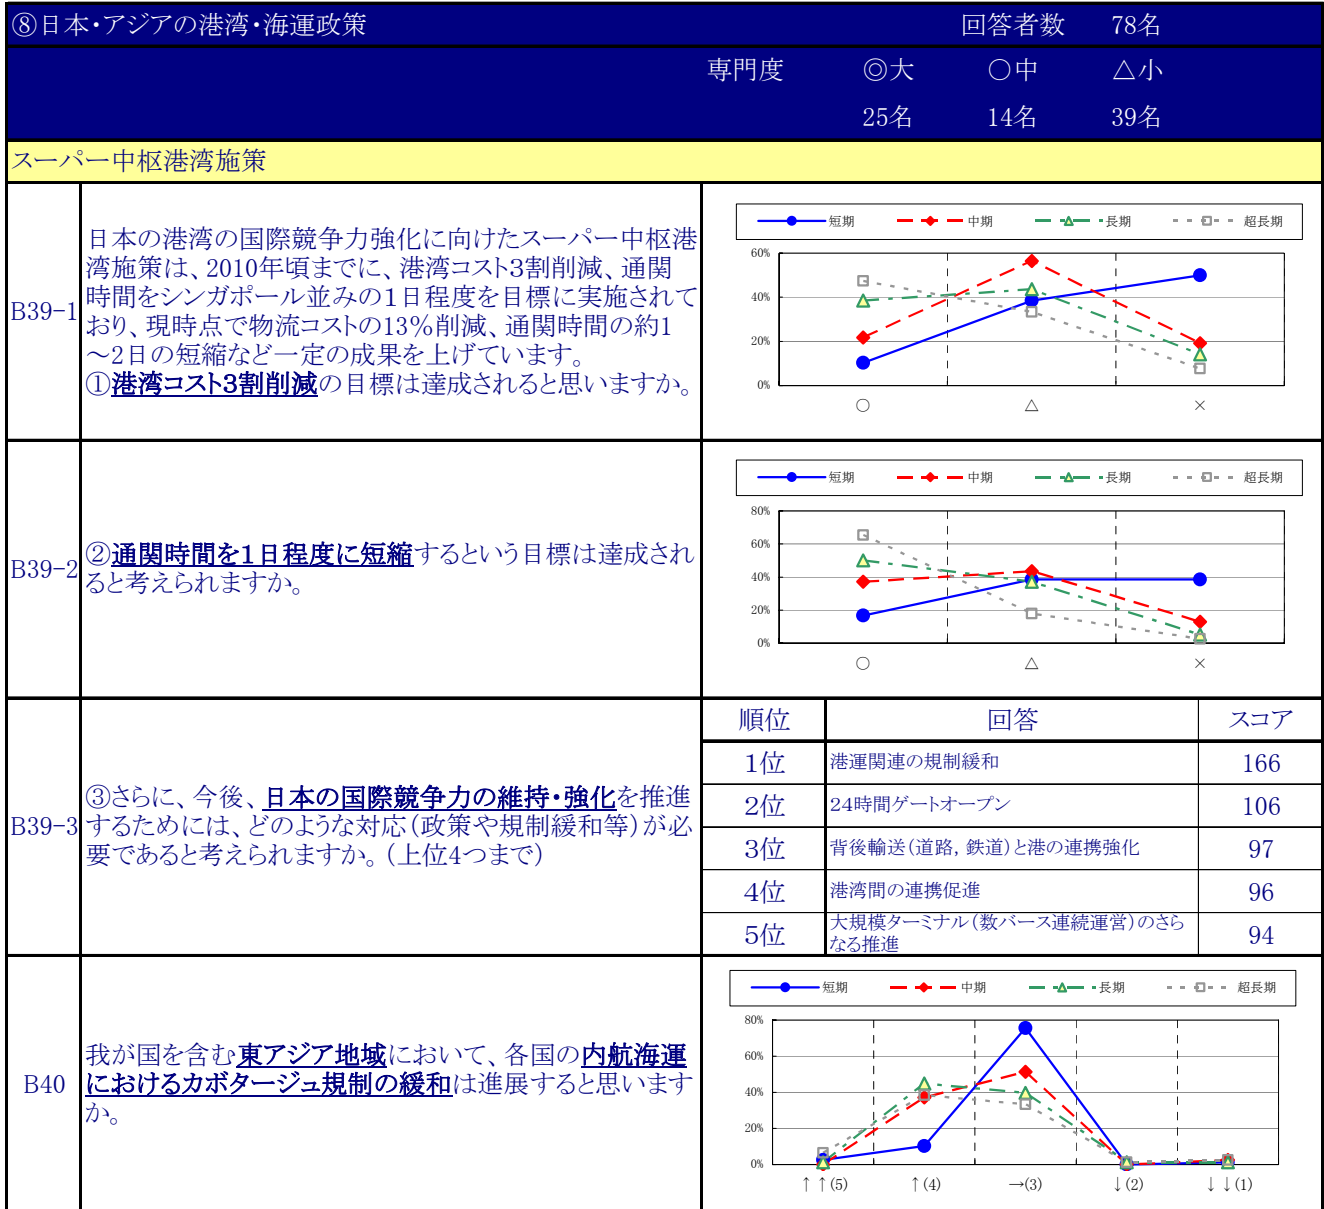 ⑧日本・アジアの港湾・海運政策 回答者数 78名
専門度 ◎大 ○中 △小
25名 14名 39名
スーパー中枢港湾施策
B39-1
日本の港湾の国際競争力強化に向けたスーパー中枢港
湾施策は、2010年頃までに、港湾コスト3割削減、通関
時間をシンガポール並みの1日程度を目標に実施されて
おり、現時点で物流コストの13%削減、通関時間の約1
～2日の短縮など一定の成果を上げています。
①港湾コスト3割削減の目標は達成されると思いますか。
短期 中期 長期 超長期
60%
40%
20%
0%
○ △ ×
B39-2
②通関時間を1日程度に短縮するという目標は達成され
ると考えられますか。
短期 中期 長期 超長期
80%
60%
40%
20%
0%
○ △ ×
B39-3
③さらに、今後、日本の国際競争力の維持・強化を推進
するためには、どのような対応（政策や規制緩和等）が必
要であると考えられますか。（上位4つまで）
順位 回答 スコア
1位 港運関連の規制緩和 166
2位 24時間ゲートオープン 106
3位 背後輸送（道路，鉄道）と港の連携強化 97
4位 港湾間の連携促進 96
5位 大規模ターミナル（数バース連続運営）のさら
なる推進 94
B40
我が国を含む東アジア地域において、各国の内航海運
におけるカボタージュ規制の緩和は進展すると思います
か。
短期 中期 長期 超長期
80%
60%
40%
20%
0%
↑↑(5) ↑(4) →(3) ↓(2) ↓↓(1)